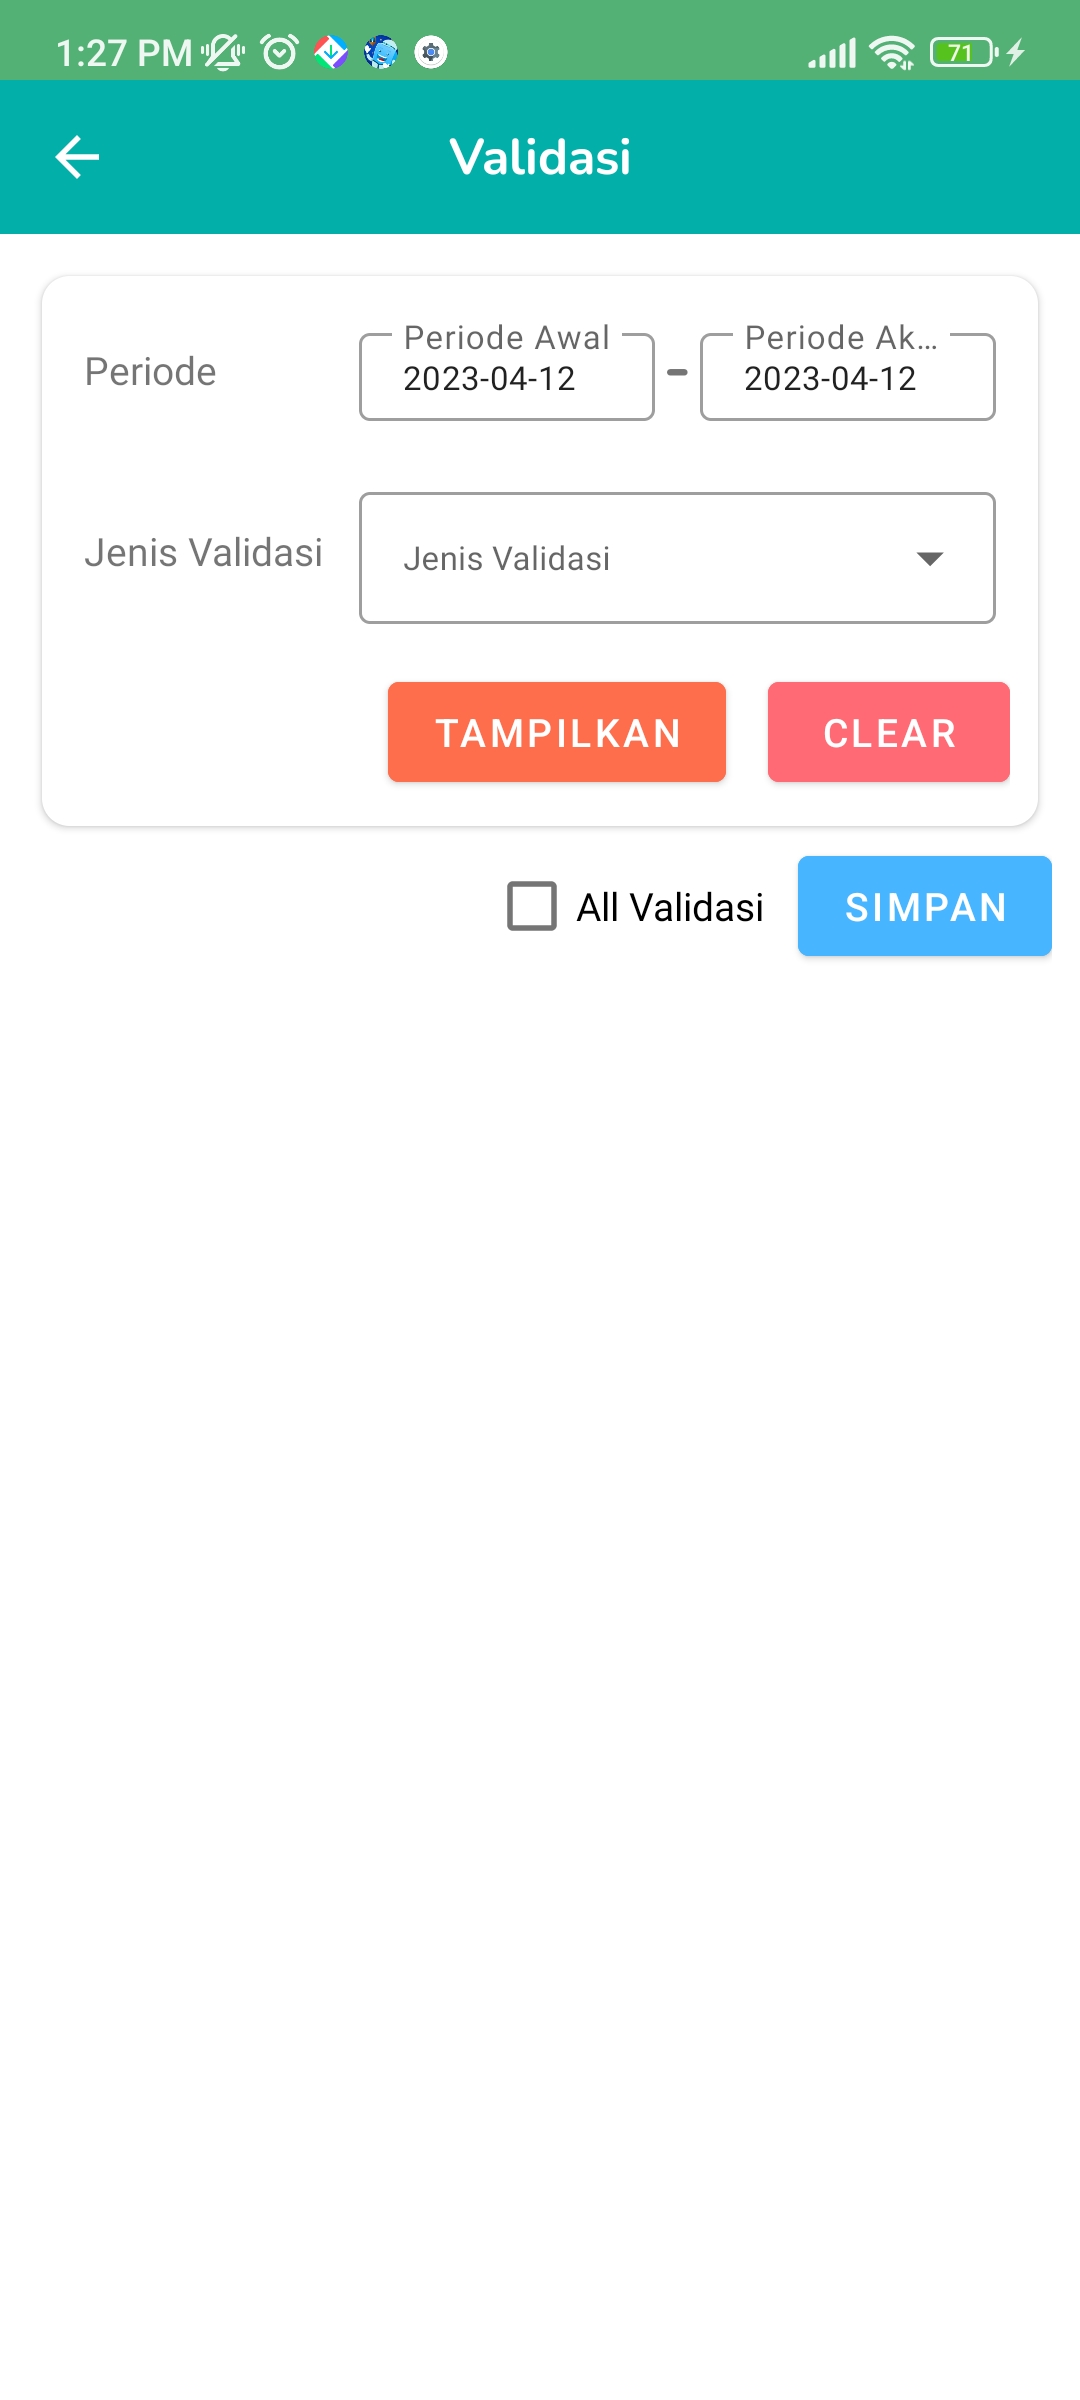 1:27 PM
71
Validasi
Periode
Periode Awal
2023-04-12
-
Periode Ak...
2023-04-12
Jenis Validasi
Jenis Validasi
TAMPILKAN
CLEAR
All Validasi
SIMPAN